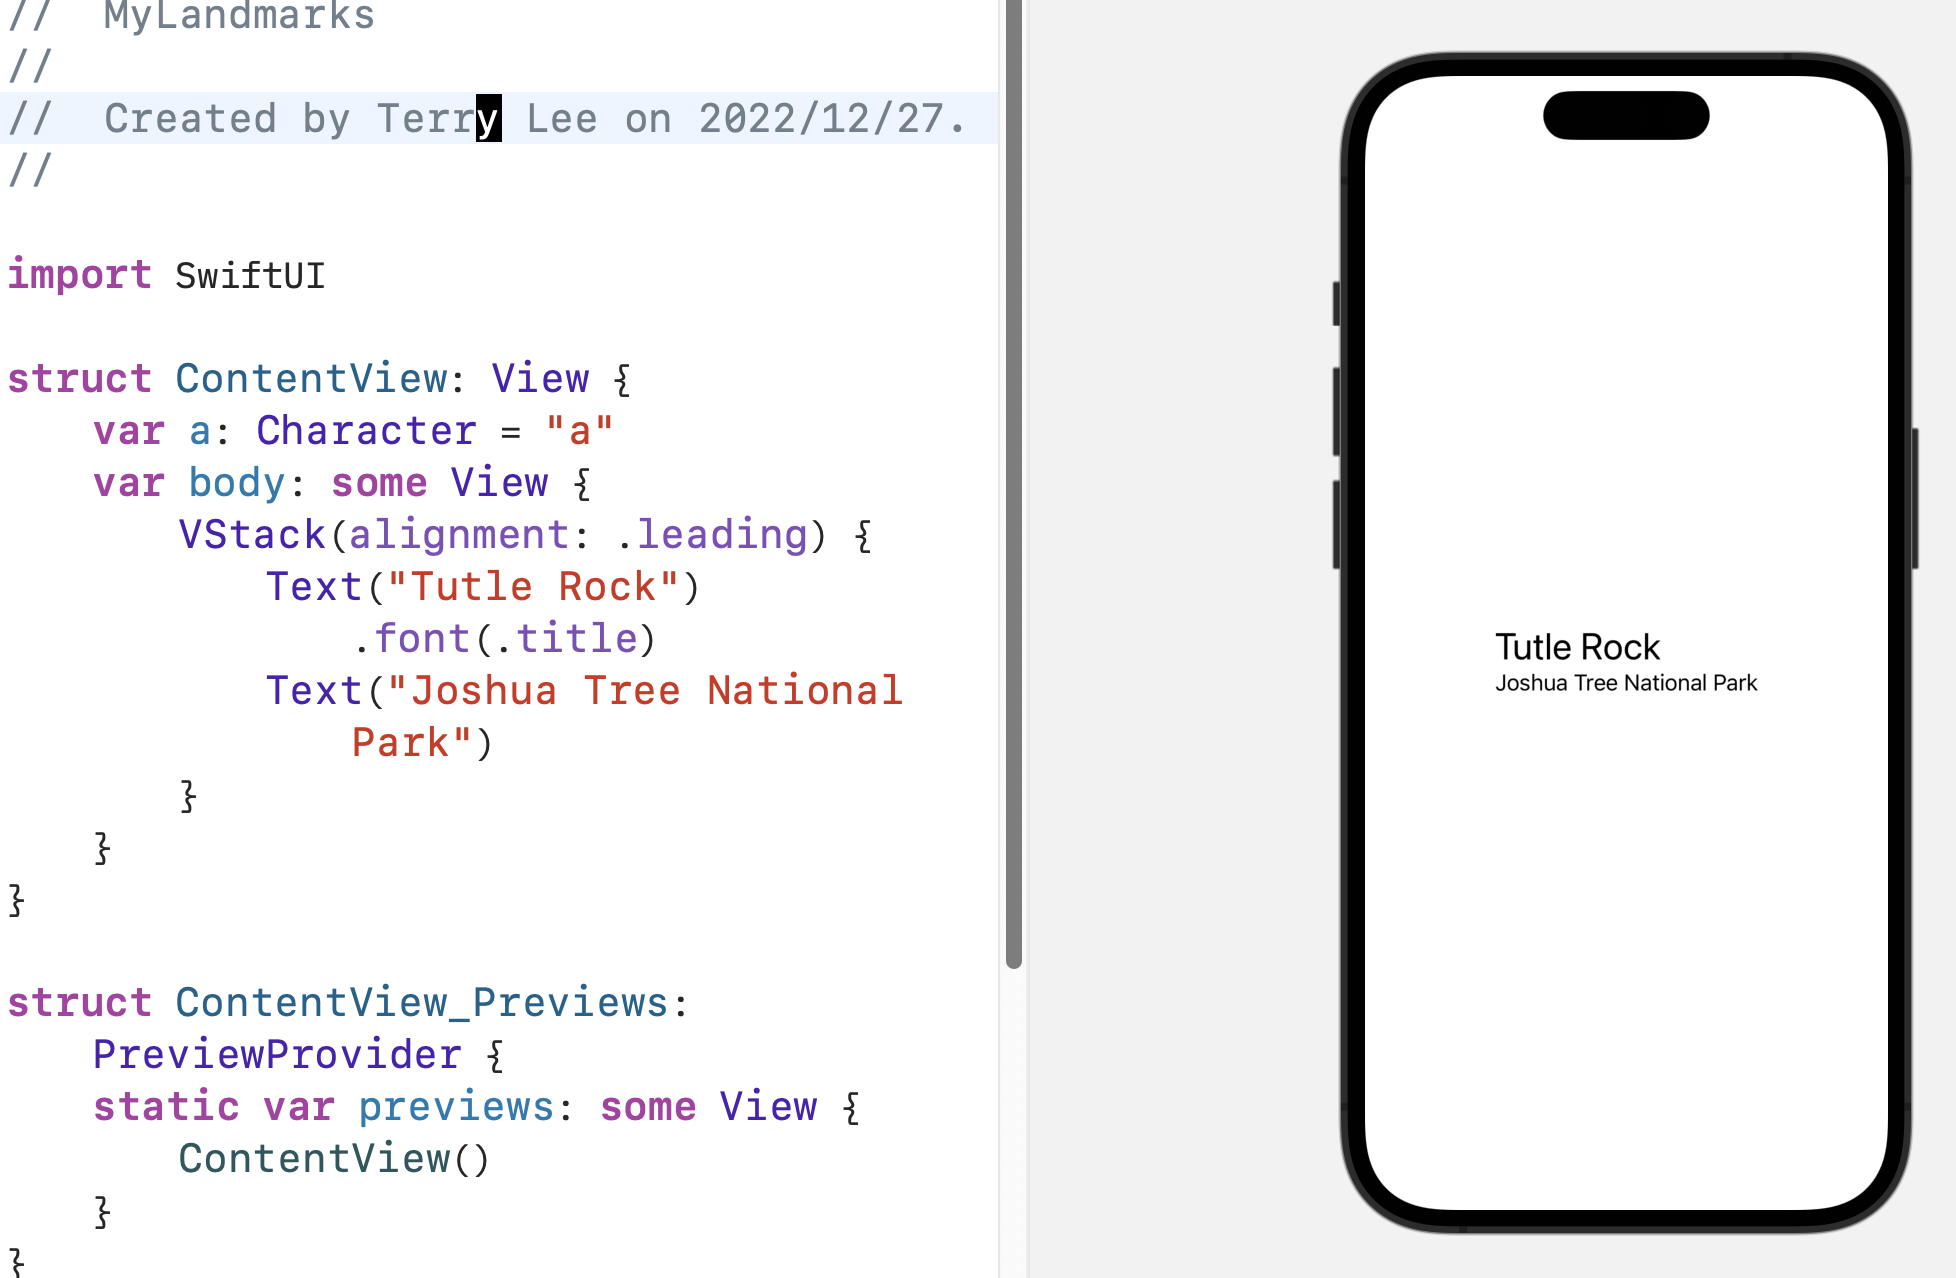 //  MyLandmarks
//
//  Created by Terry Lee on 2022/12/27.
//
import SwiftUI
struct ContentView: View {
    var a: Character = "a"
    var body: some View {
        VStack(alignment: .leading) {
            Text("Tutle Rock")
                .font(.title)
            Text("Joshua Tree National
                Park")
        }
    }
}
struct ContentView_Previews:
    PreviewProvider {
    static var previews: some View {
        ContentView()
    }
}
Tutle Rock
Joshua Tree National Park